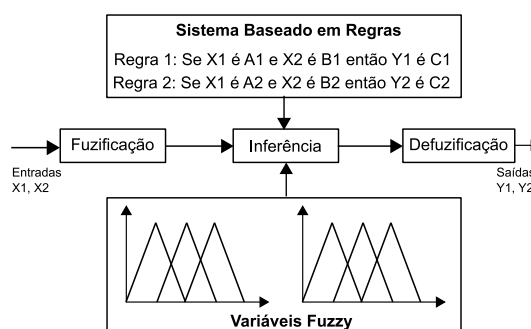 Sistema Baseado em Regras
Regra 1: Se X1 é A1 e X2 é B1 então Y1 é C1
Regra 2: Se X1 é A2 e X2 é B2 então Y2 é C2
Fuzificação
Inferência
Defuzificação
Entradas
X1, X2
Saídas
Y1, Y2
Variáveis Fuzzy